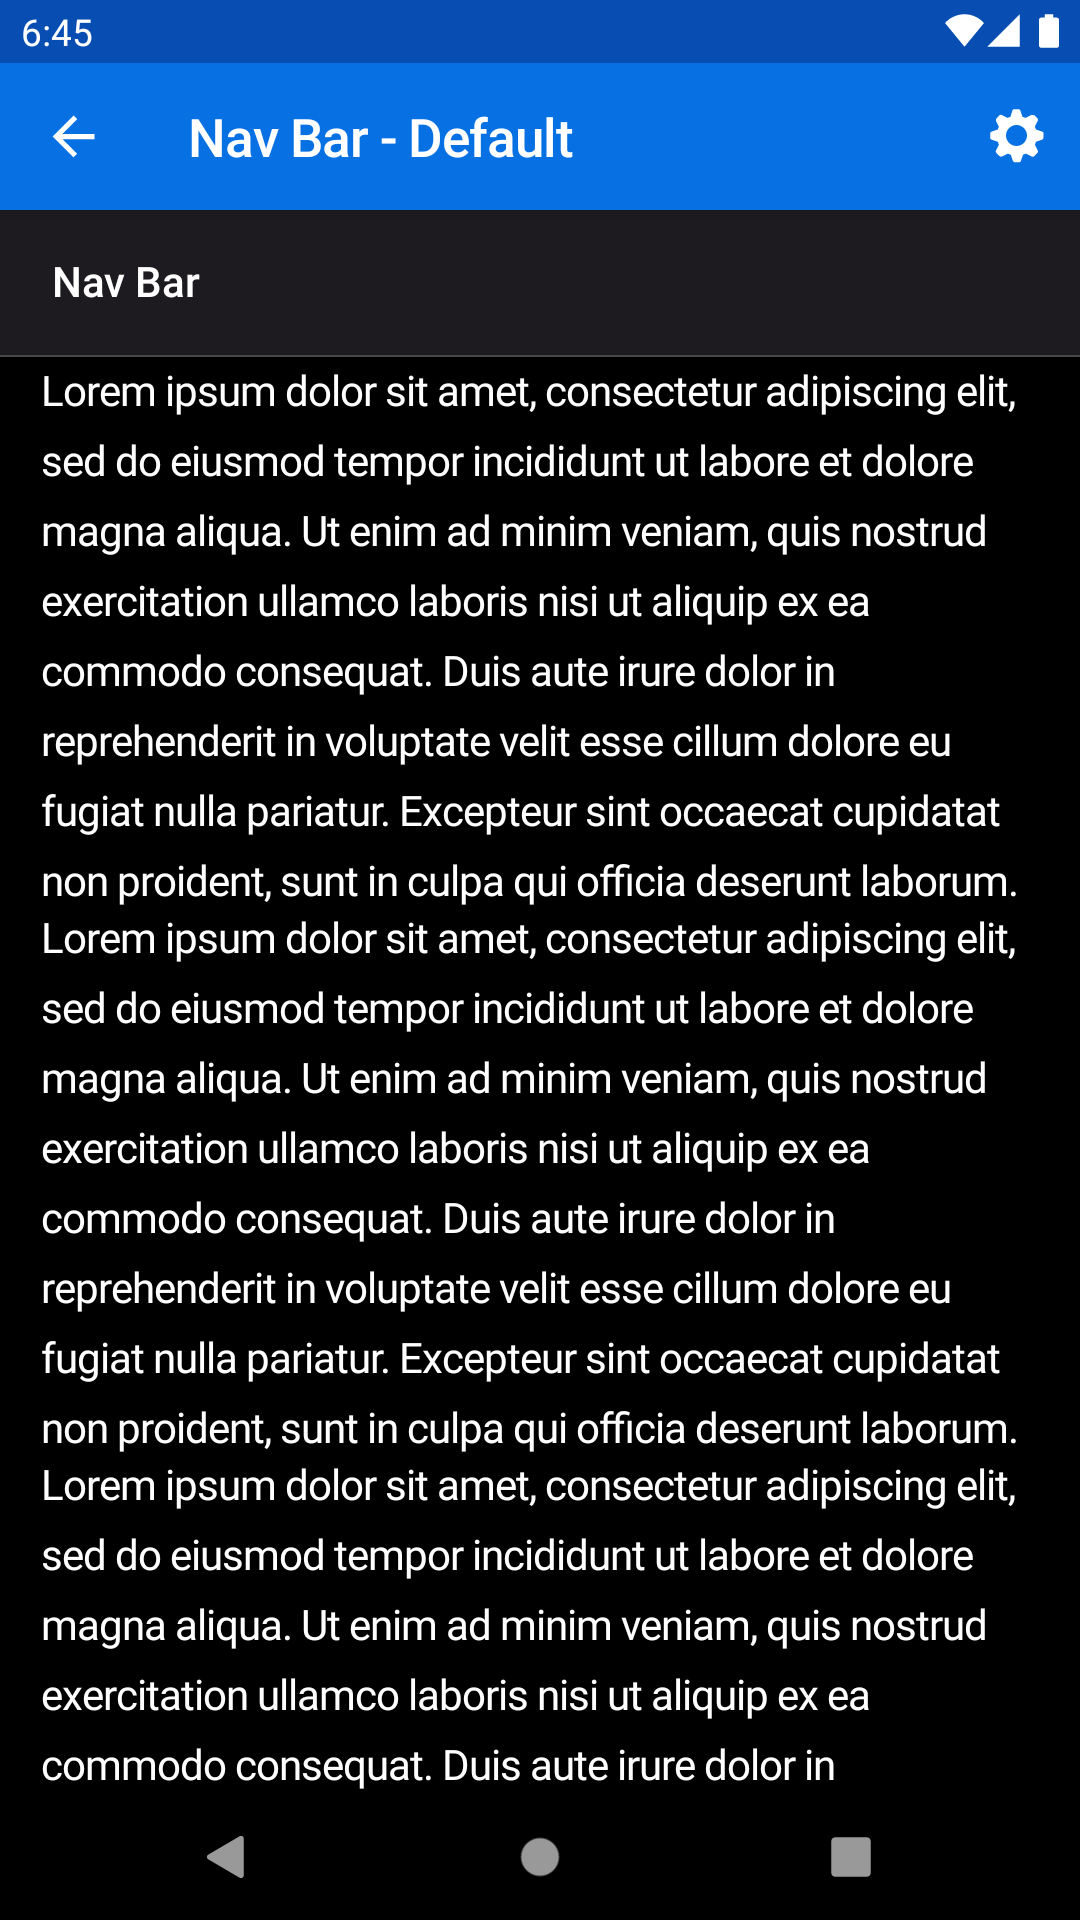 6:45
Nav Bar - Default
Nav Bar
Lorem ipsum dolor sit amet, consectetur adipiscing elit,
sed do eiusmod tempor incididunt ut labore et dolore
magna aliqua. Ut enim ad minim veniam, quis nostrud
exercitation ullamco laboris nisi ut aliquip ex ea
commodo consequat. Duis aute irure dolor in
reprehenderit in voluptate velit esse cillum dolore eu
fugiat nulla pariatur. Excepteur sint occaecat cupidatat
non proident, sunt in culpa qui officia deserunt laborum.
Lorem ipsum dolor sit amet, consectetur adipiscing elit,
sed do eiusmod tempor incididunt ut labore et dolore
magna aliqua. Ut enim ad minim veniam, quis nostrud
exercitation ullamco laboris nisi ut aliquip ex ea
commodo consequat. Duis aute irure dolor in
reprehenderit in voluptate velit esse cillum dolore eu
fugiat nulla pariatur. Excepteur sint occaecat cupidatat
non proident, sunt in culpa qui officia deserunt laborum.
Lorem ipsum dolor sit amet, consectetur adipiscing elit,
sed do eiusmod tempor incididunt ut labore et dolore
magna aliqua. Ut enim ad minim veniam, quis nostrud
exercitation ullamco laboris nisi ut aliquip ex ea
commodo consequat. Duis aute irure dolor in